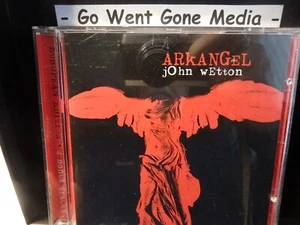 - Go Went Gone Media -
ARKANGEL
jOhn wEtton